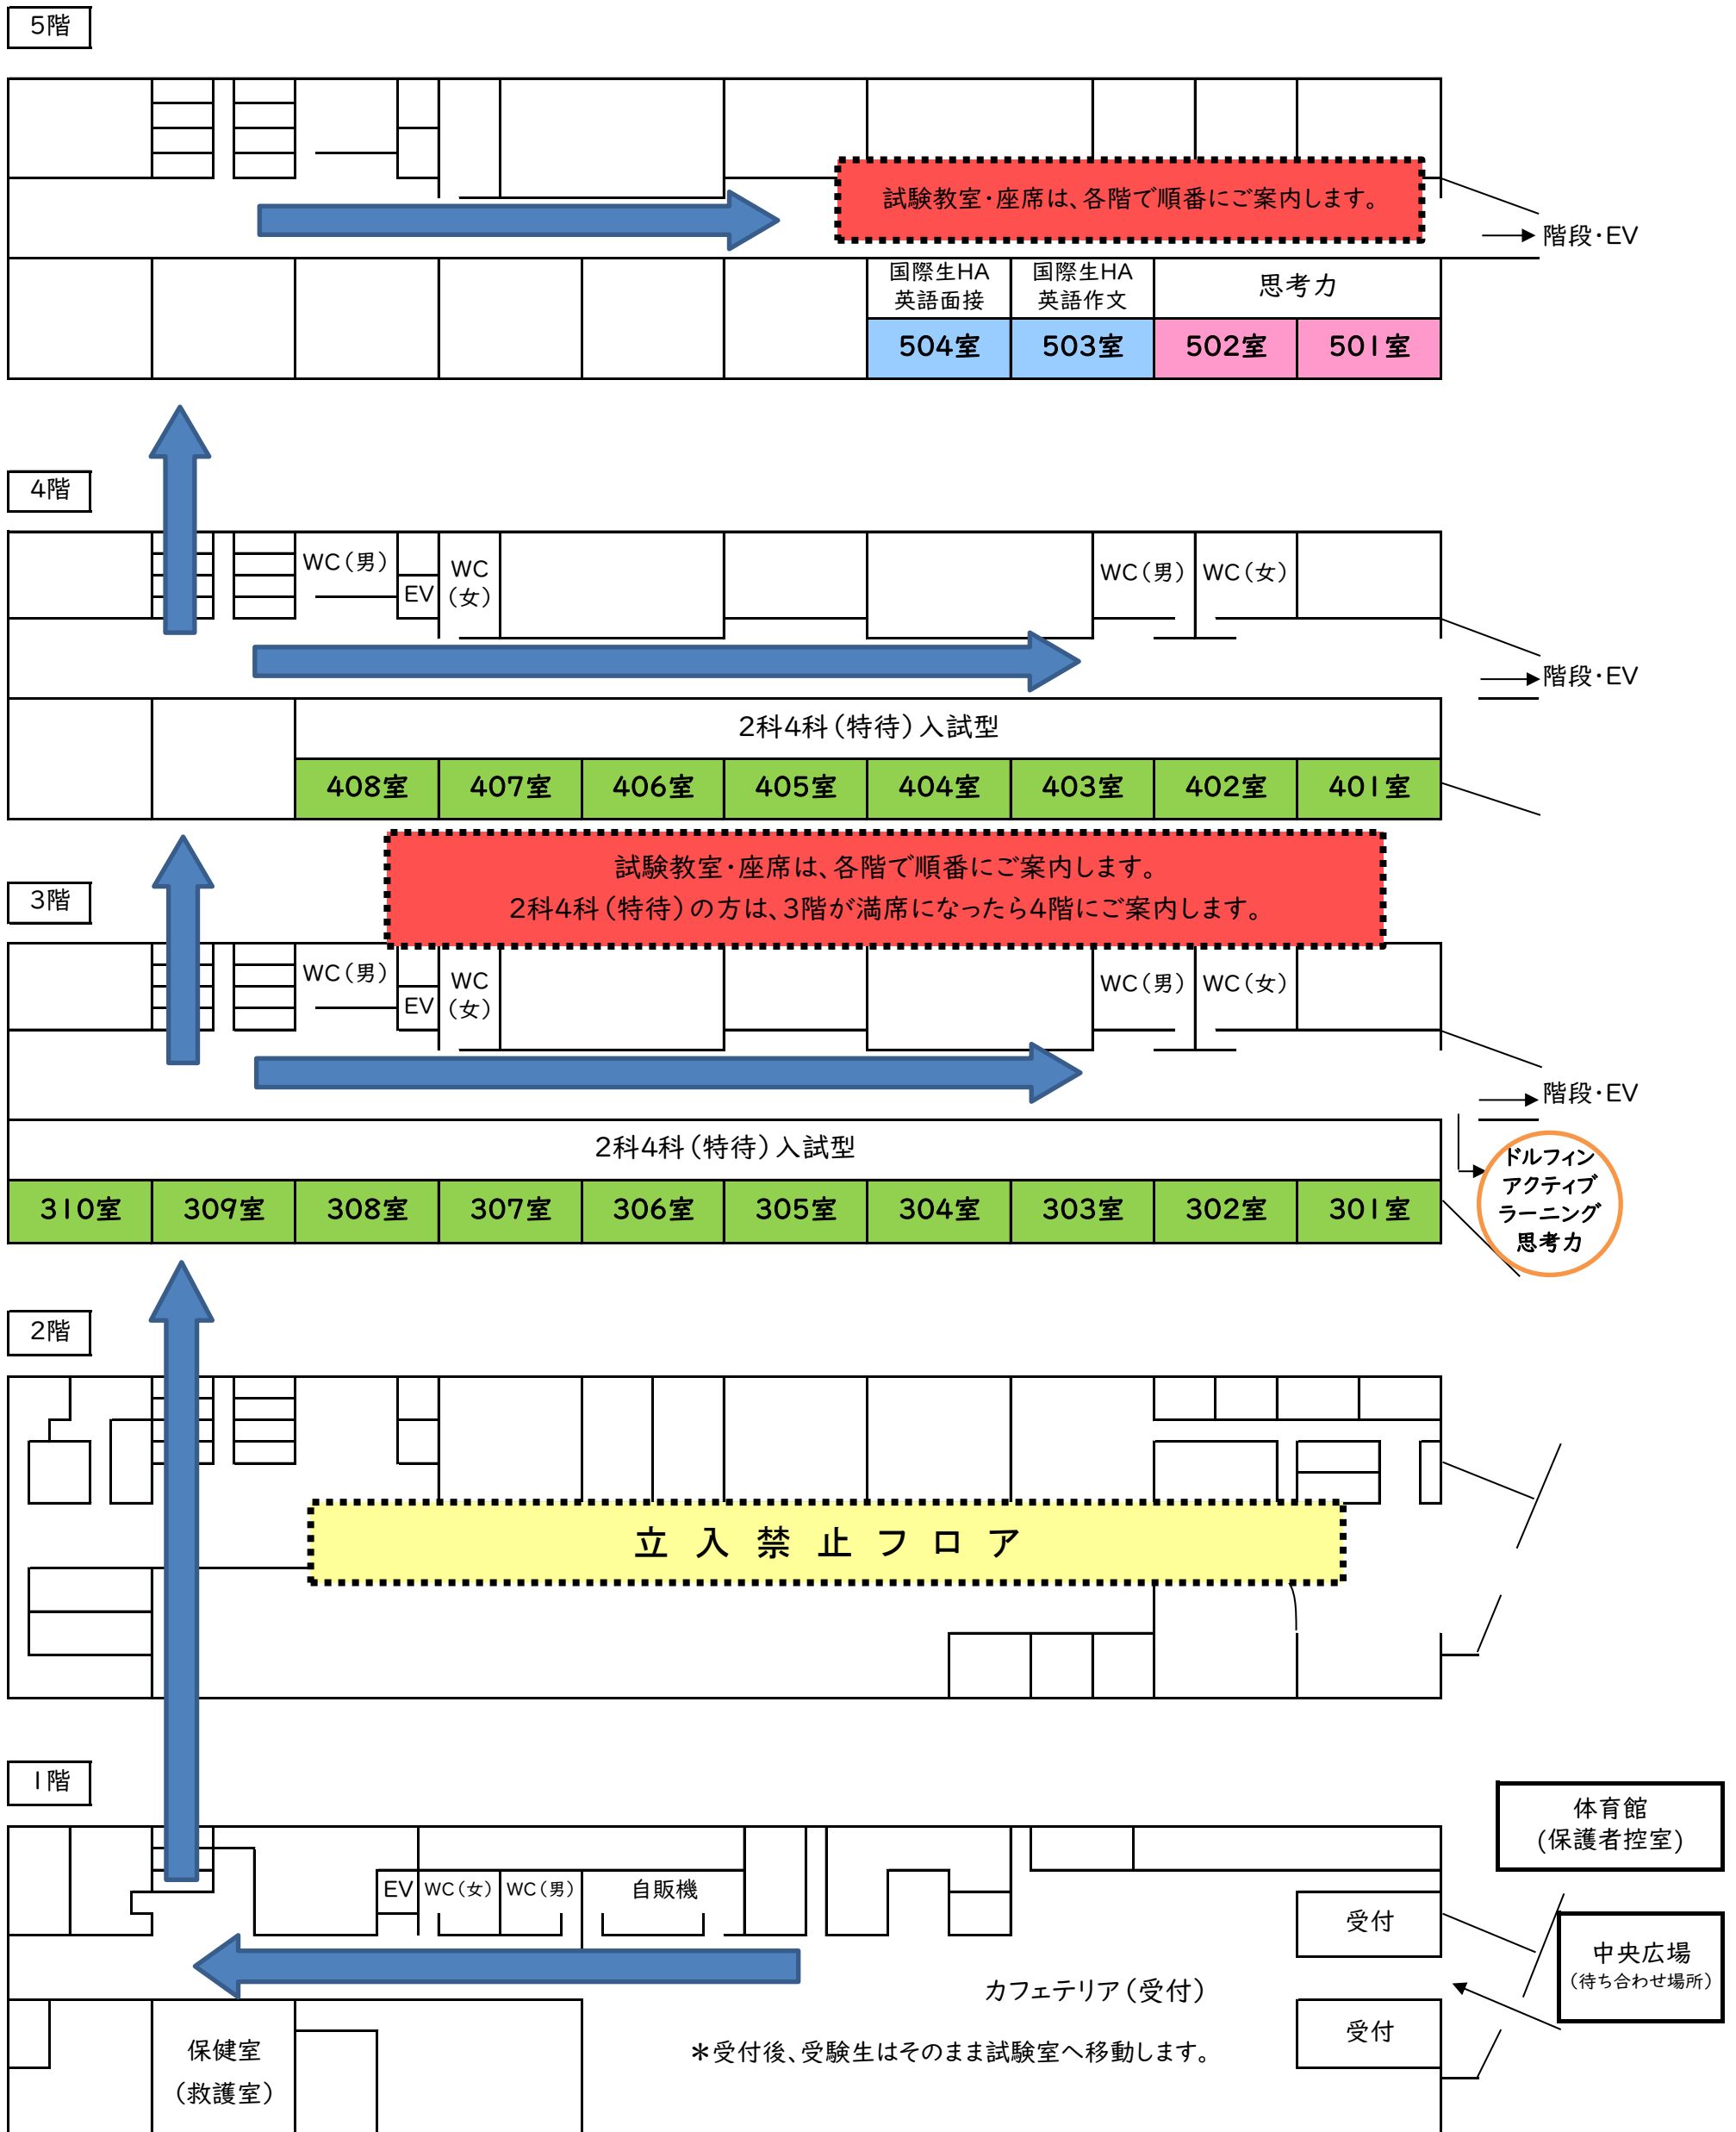 5階
試験教室・座席は、各階で順番にご案内します。
階段・EV
国際生HA
英語面接
国際生HA
英語作文
思考力
504室
503室
502室
501室
4階
WC(男)
EV
WC
(女)
WC(男)
WC(女)
階段・EV
2科4科(特待)入試型
408室
407室
406室
405室
404室
403室
402室
401室
試験教室・座席は、各階で順番にご案内します。
2科4科(特待)の方は、3階が満席になったら4階にご案内します。
3階
WC(男)
EV
WC
(女)
WC(男)
WC(女)
階段・EV
2科4科(特待)入試型
310室
309室
308室
307室
306室
305室
304室
303室
302室
301室
ドルフィン
アクティブ
ラーニング
思考力
2階
立入禁止フロア
1階
体育館
(保護者控室)
EV
WC(女)
WC(男)
自販機
受付
中央広場
(待ち合わせ場所)
カフェテリア(受付)
受付
*受付後、受験生はそのまま試験室へ移動します。
保健室
(救護室)